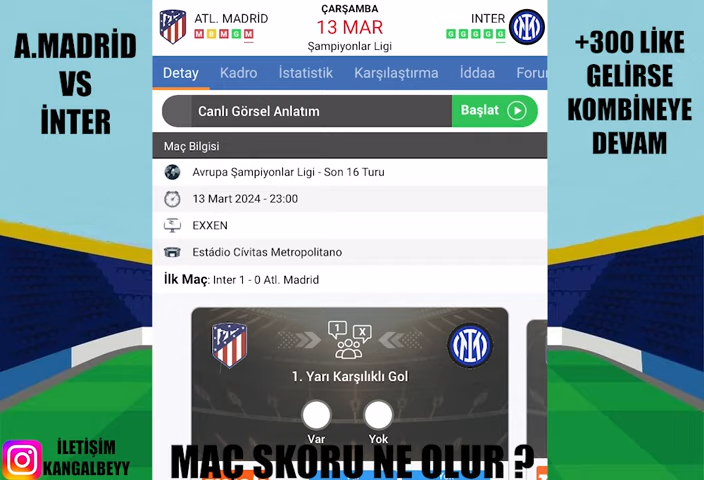 A.MADRİD
VS
İNTER
ATL. MADRİD
M B M G M
ÇARŞAMBA
13 MAR
Şampiyonlar Ligi
INTER
G G G G G
+300 LİKE
GELİRSE
KOMBİNEYE
DEVAM
Detay Kadro İstatistik Karşılaştırma İddaa Forum
Canlı Görsel Anlatım Başlat
Maç Bilgisi
Avrupa Şampiyonlar Ligi - Son 16 Turu
13 Mart 2024 - 23:00
EXXEN
Estádio Cívitas Metropolitano
İlk Maç: Inter 1 - 0 Atl. Madrid
1 X
1. Yarı Karşılıklı Gol
Var Yok
İLETİŞİM
KANGALBEYY
MAÇ SKORU NE OLUR ?